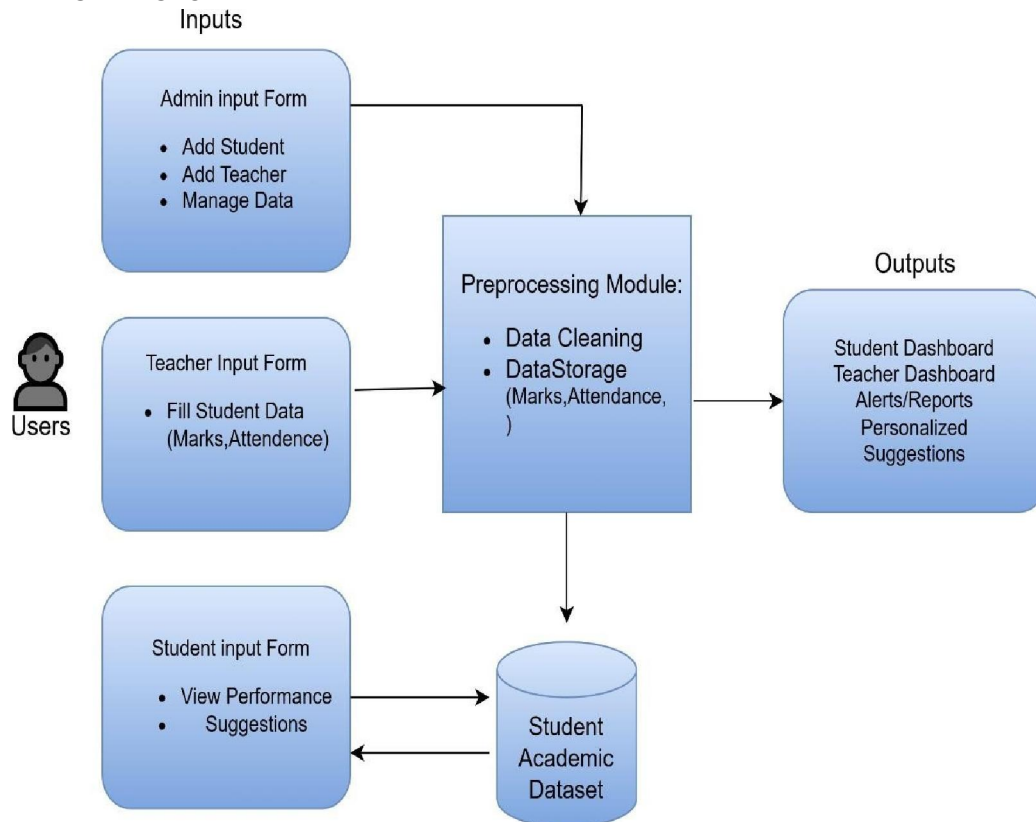 Inputs
Admin input Form
• Add Student
• Add Teacher
• Manage Data
Users
Teacher Input Form
• Fill Student Data
(Marks,Attendence)
Student input Form
• View Performance
• Suggestions
Preprocessing Module:
• Data Cleaning
• DataStorage
(Marks,Attendance,
)
Student
Academic
Dataset
Outputs
Student Dashboard
Teacher Dashboard
Alerts/Reports
Personalized
Suggestions